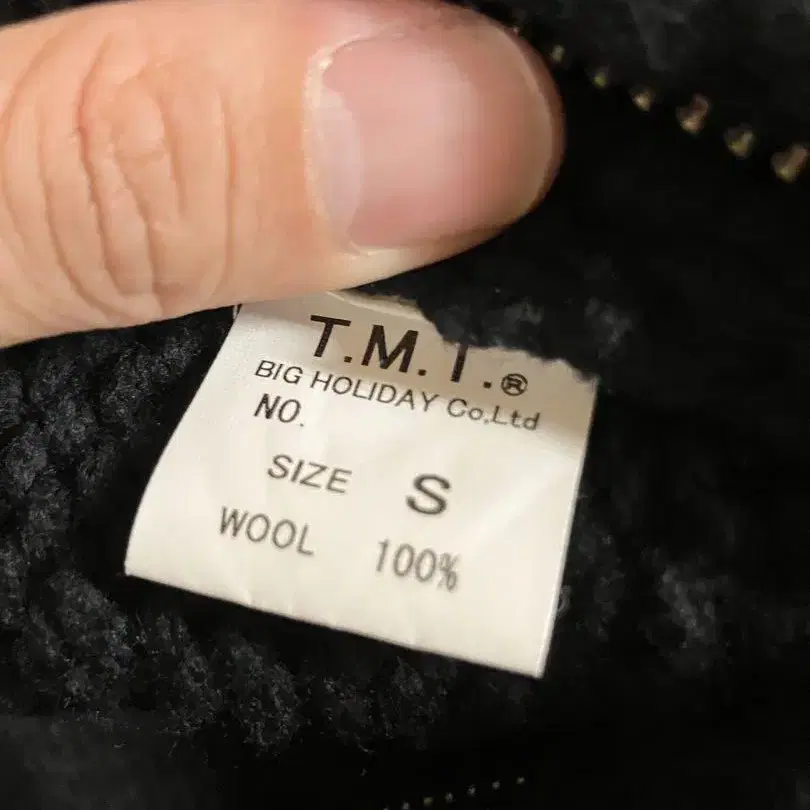 T.M.T.®
BIG HOLIDAY Co,Ltd
NO.
SIZE S
WOOL 100%